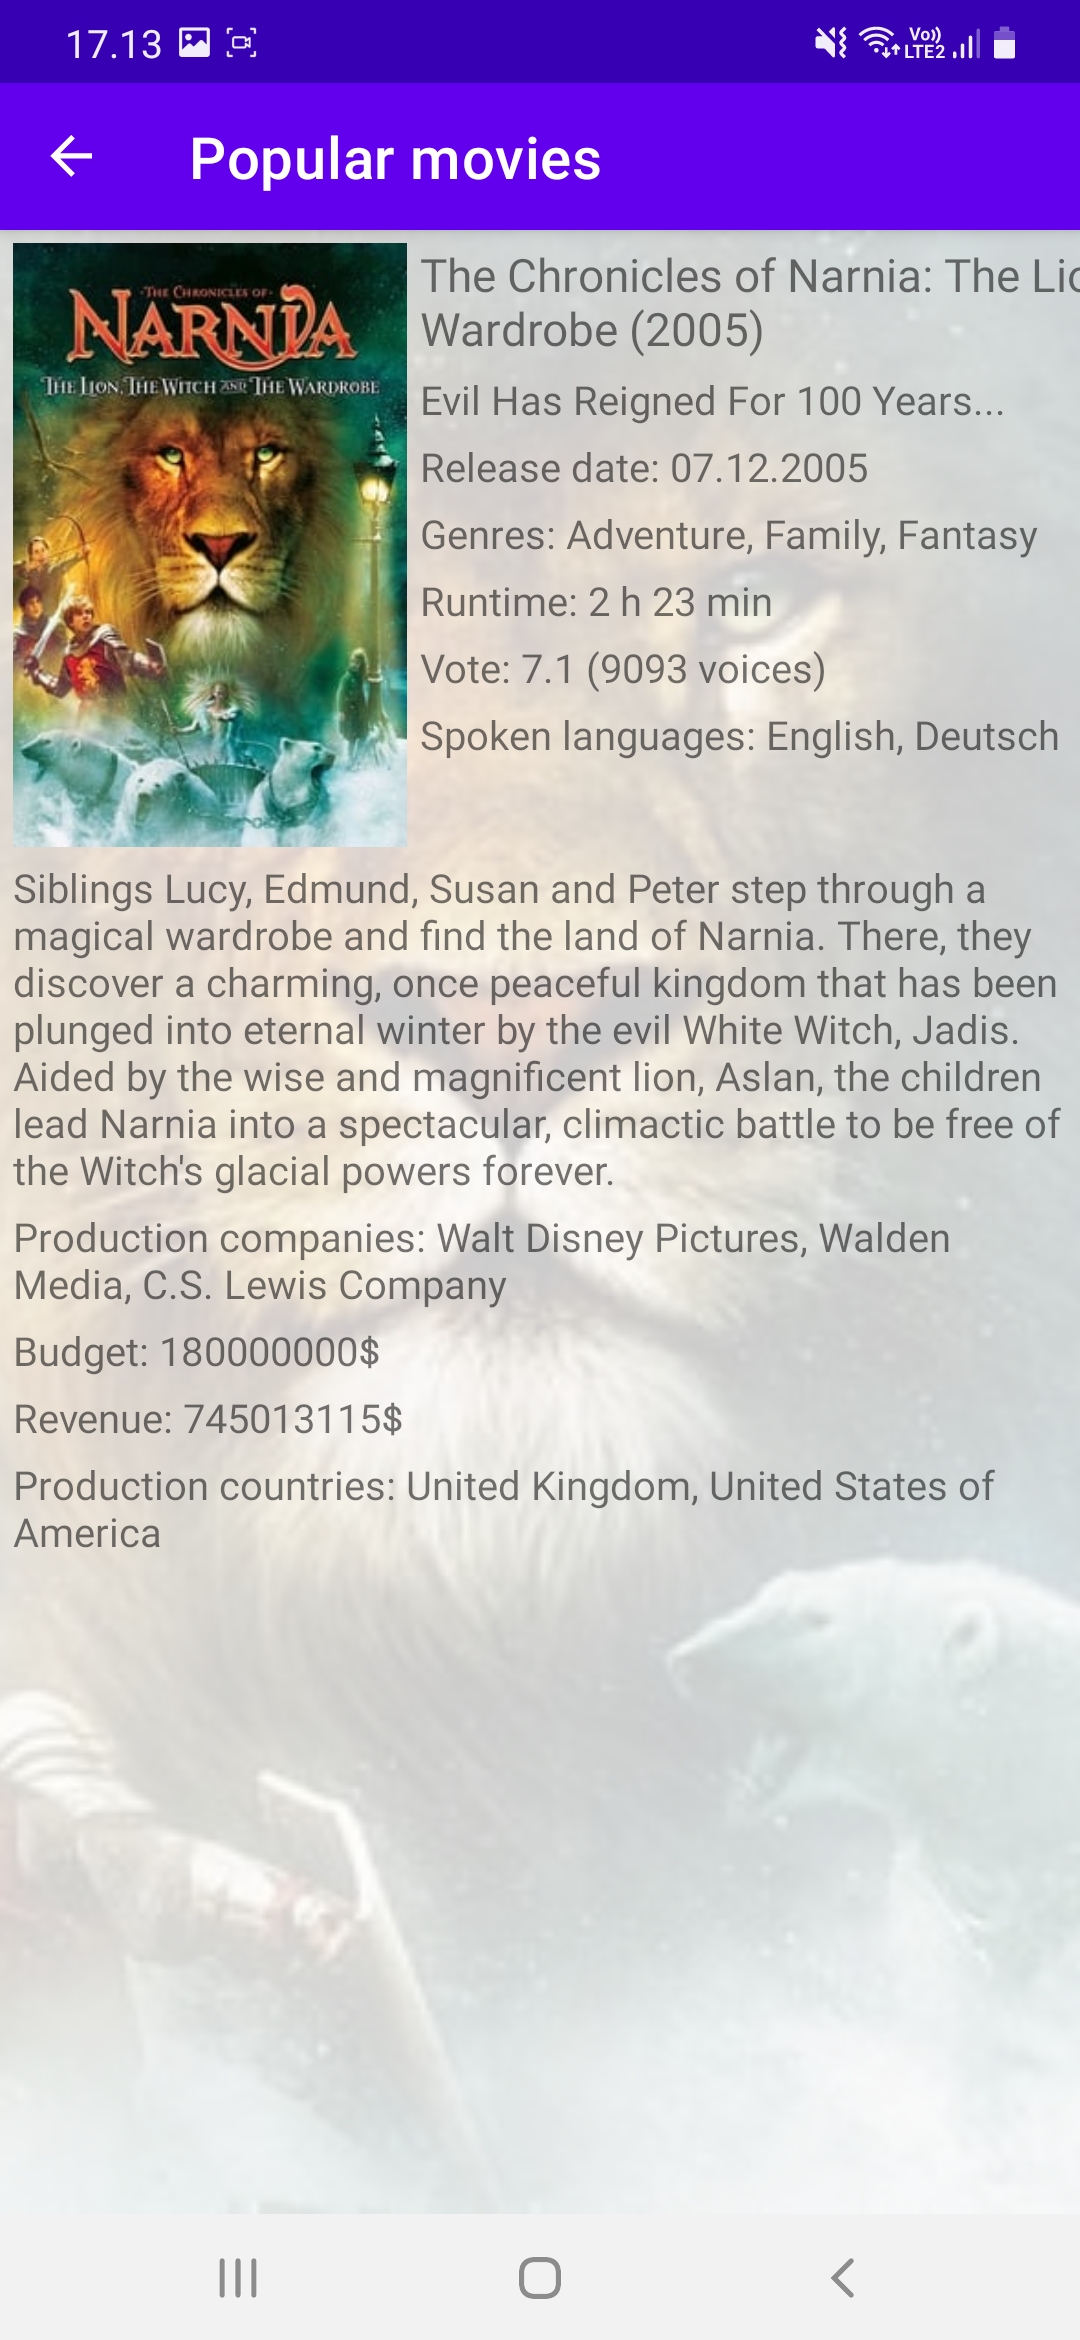 17.13
Vo))
LTE2
Popular movies
THE CHRONICLES OF
NARNIA
THE LION, THE WITCH AND THE WARDROBE
The Chronicles of Narnia: The Lio
Wardrobe (2005)
Evil Has Reigned For 100 Years...
Release date: 07.12.2005
Genres: Adventure, Family, Fantasy
Runtime: 2 h 23 min
Vote: 7.1 (9093 voices)
Spoken languages: English, Deutsch
Siblings Lucy, Edmund, Susan and Peter step through a
magical wardrobe and find the land of Narnia. There, they
discover a charming, once peaceful kingdom that has been
plunged into eternal winter by the evil White Witch, Jadis.
Aided by the wise and magnificent lion, Aslan, the children
lead Narnia into a spectacular, climactic battle to be free of
the Witch's glacial powers forever.
Production companies: Walt Disney Pictures, Walden
Media, C.S. Lewis Company
Budget: 180000000$
Revenue: 745013115$
Production countries: United Kingdom, United States of
America